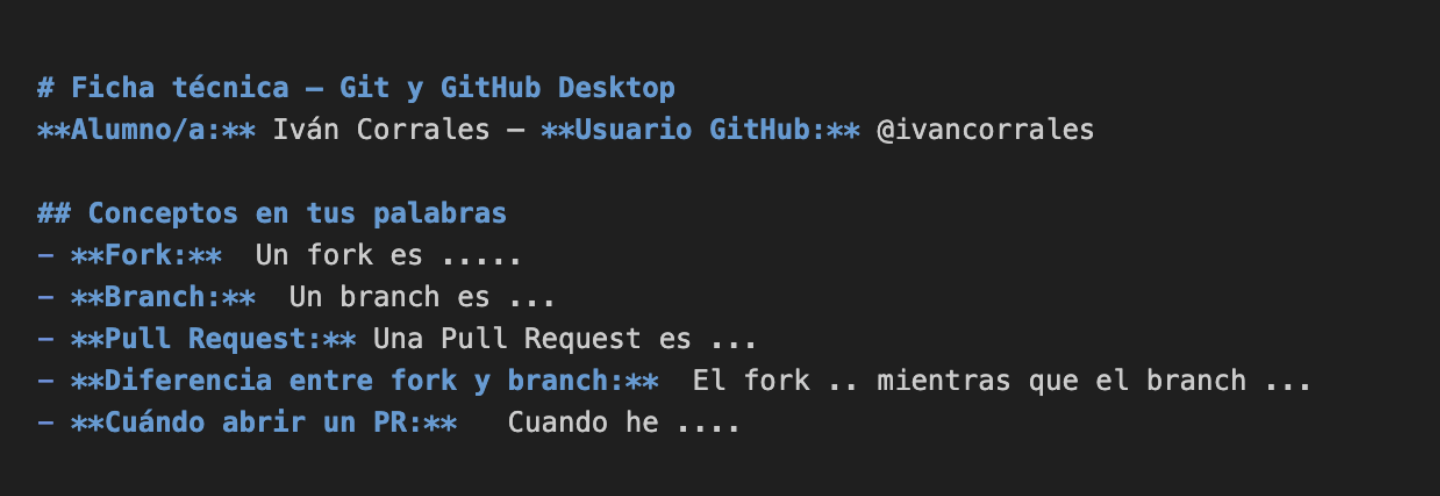 # Ficha técnica — Git y GitHub Desktop
**Alumno/a:** Iván Corrales — **Usuario GitHub:** @ivancorrales
## Conceptos en tus palabras
- **Fork:**  Un fork es .....
- **Branch:**  Un branch es ...
- **Pull Request:** Una Pull Request es ...
- **Diferencia entre fork y branch:**  El fork .. mientras que el branch ...
- **Cuándo abrir un PR:**   Cuando he ....